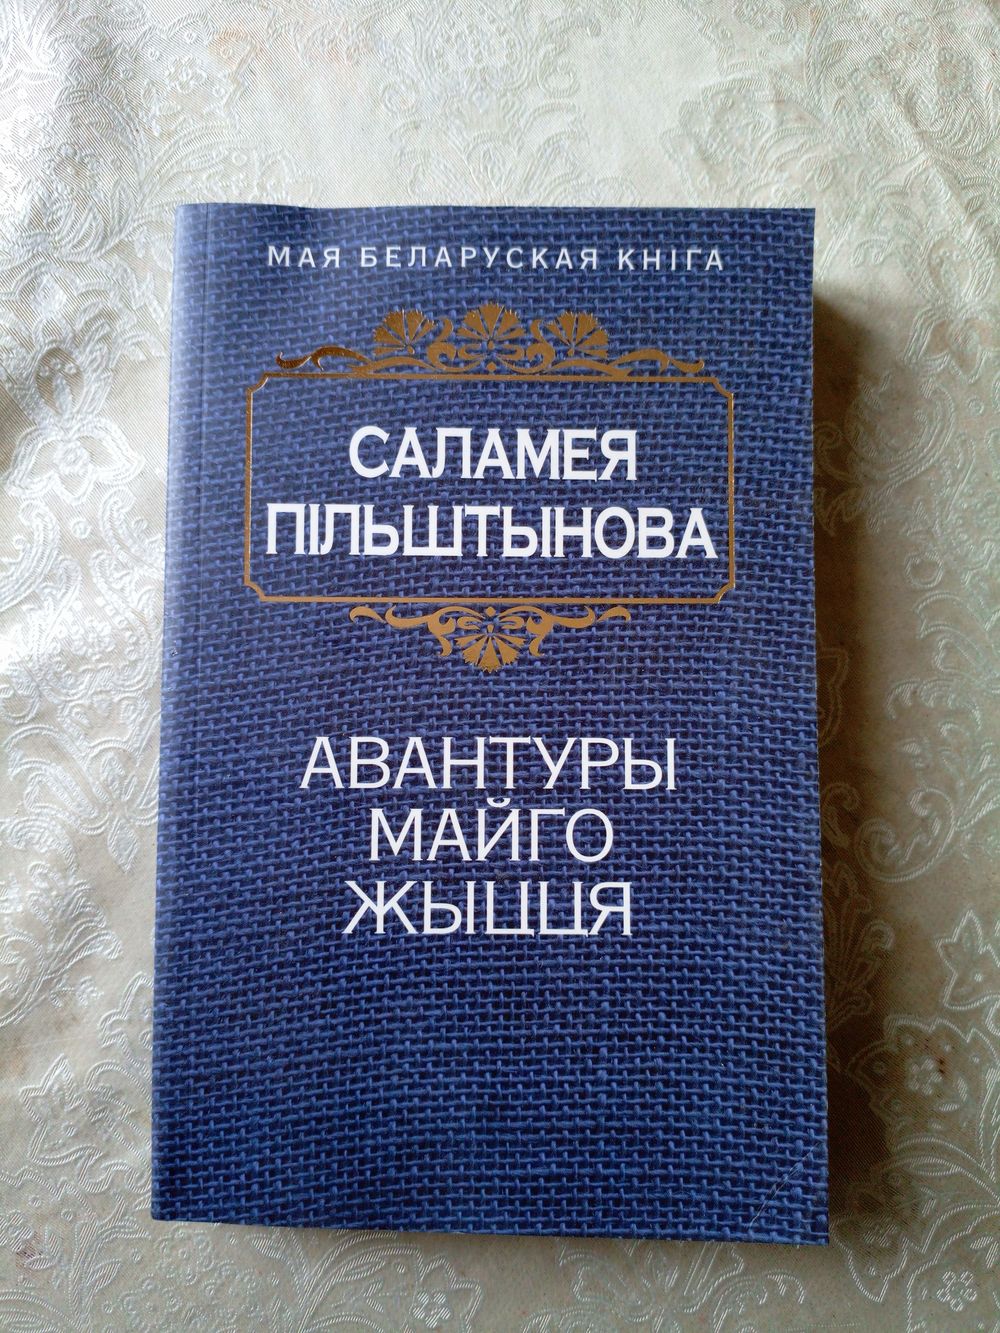 МАЯ БЕЛАРУСКАЯ КНІГА
САЛАМЕЯ
ПІЛЬШТЫНОВА
АВАНТУРЫ
МАЙГО
ЖЫЦЦЯ